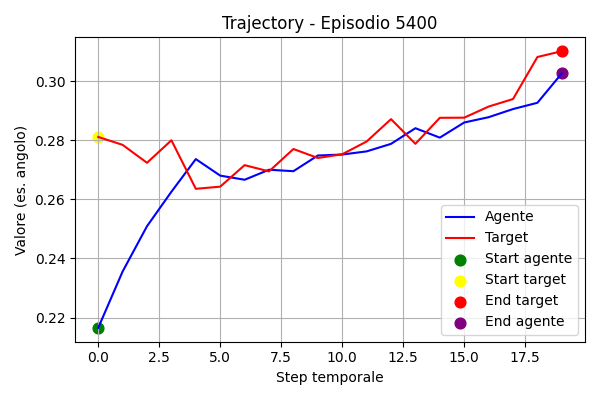 Trajectory - Episodio 5400
Valore (es. angolo)
0.30
0.28
0.26
0.24
0.22
Agente
Target
Start agente
Start target
End target
End agente
0.0 2.5 5.0 7.5 10.0 12.5 15.0 17.5
Step temporale